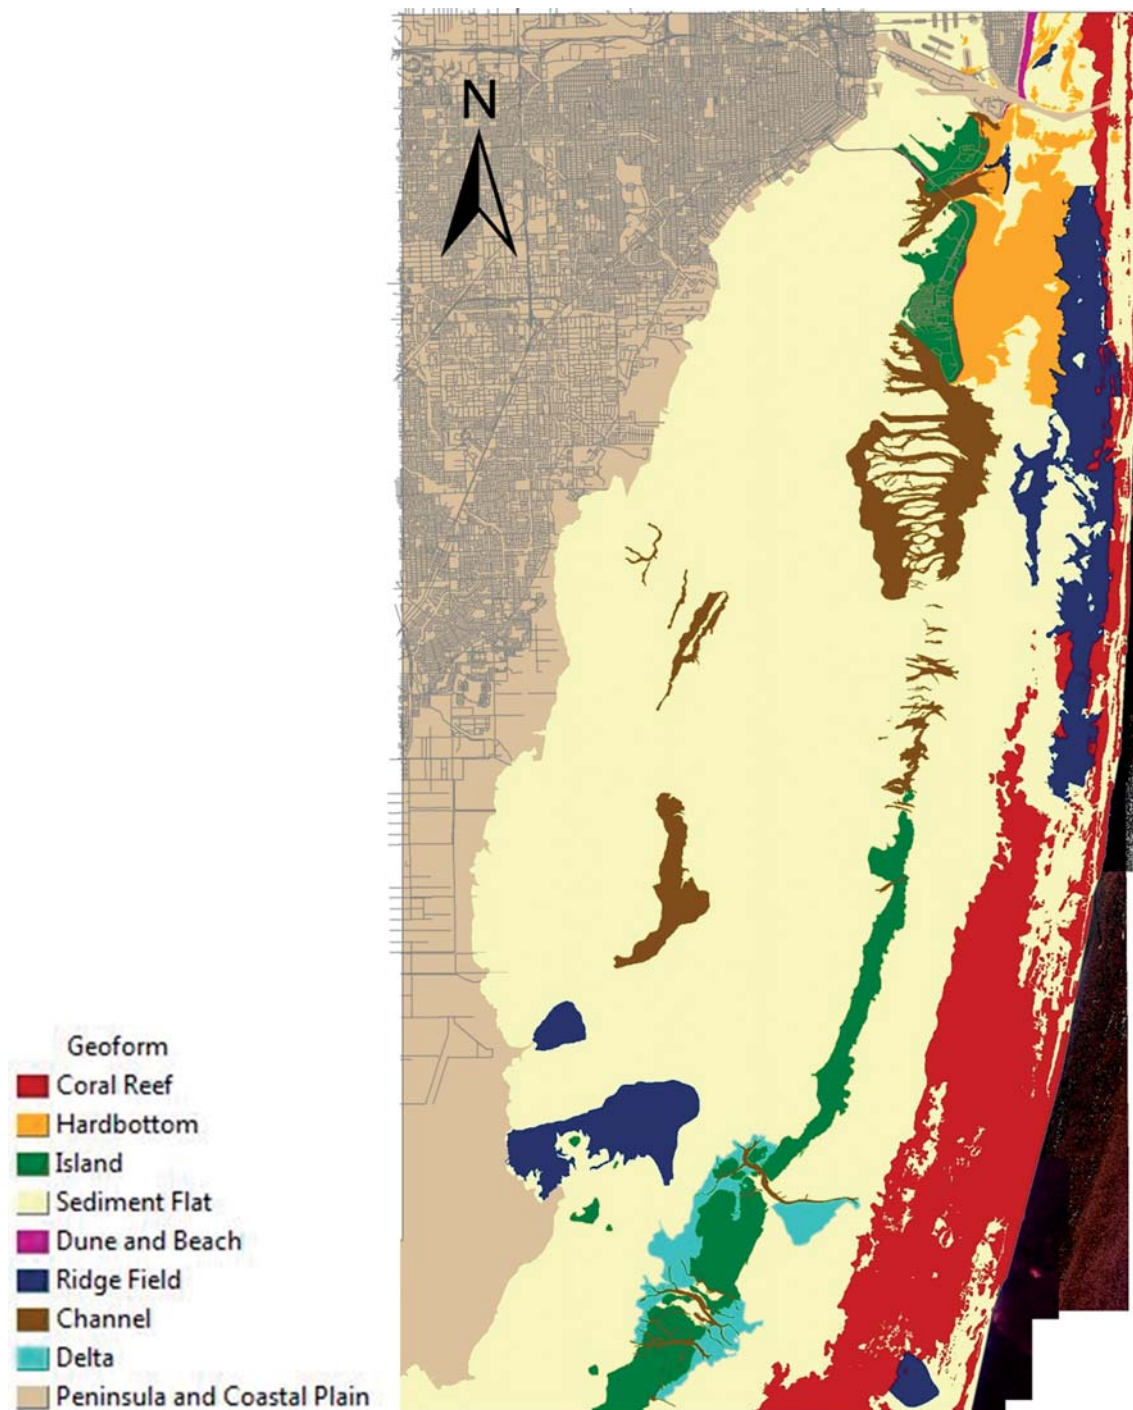 N
Geoform
Coral Reef
Hardbottom
Island
Sediment Flat
Dune and Beach
Ridge Field
Channel
Delta
Peninsula and Coastal Plain